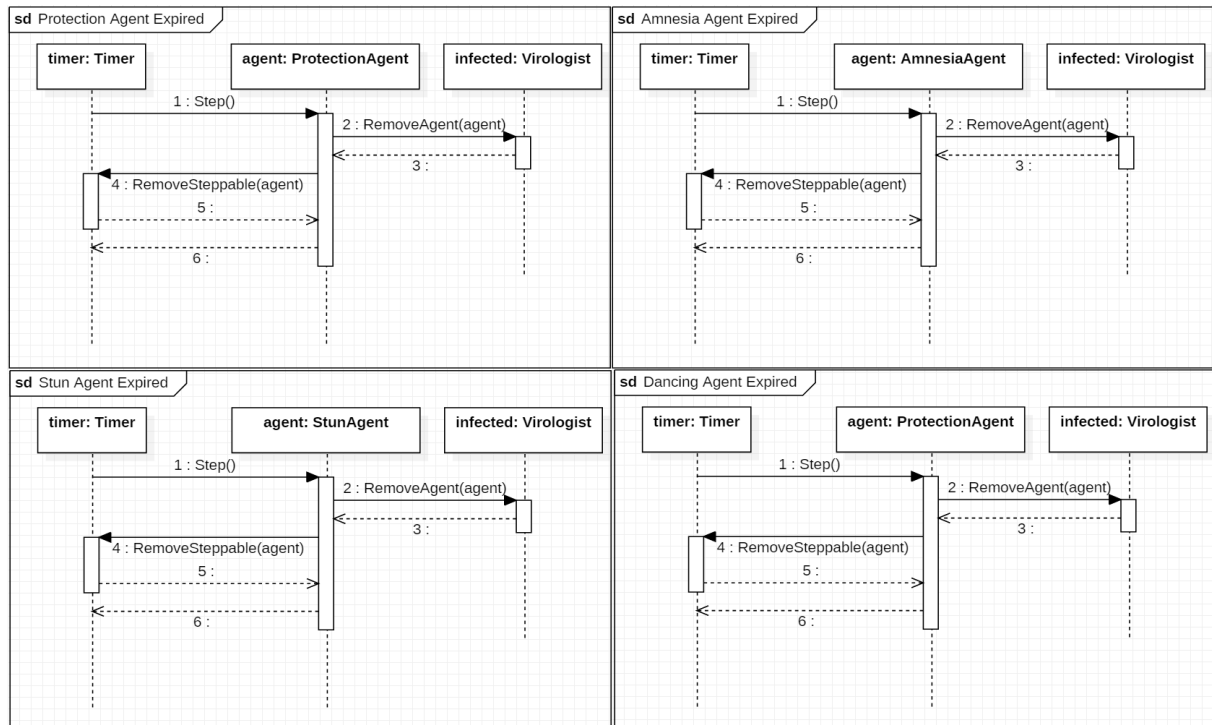 sd Protection Agent Expired
timer: Timer
agent: ProtectionAgent
infected: Virologist
1 : Step()
2 : RemoveAgent(agent)
3 :
4 : RemoveSteppable(agent)
5 :
6 :
sd Amnesia Agent Expired
timer: Timer
agent: AmnesiaAgent
infected: Virologist
1 : Step()
2 : RemoveAgent(agent)
3 :
4 : RemoveSteppable(agent)
5 :
6 :
sd Stun Agent Expired
timer: Timer
agent: StunAgent
infected: Virologist
1 : Step()
2 : RemoveAgent(agent)
3 :
4 : RemoveSteppable(agent)
5 :
6 :
sd Dancing Agent Expired
timer: Timer
agent: ProtectionAgent
infected: Virologist
1 : Step()
2 : RemoveAgent(agent)
3 :
4 : RemoveSteppable(agent)
5 :
6 :